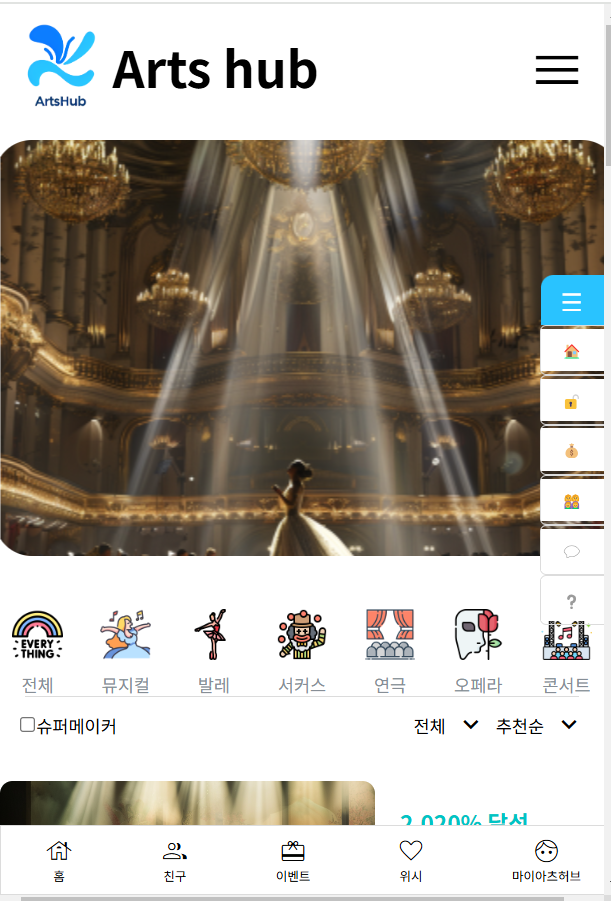 ArtsHub
Arts hub
EVERY
THING
전체
뮤지컬
발레
서커스
연극
오페라
콘서트
슈퍼메이커
전체
추천순
2,020% 달성
홈
친구
이벤트
위시
마이아츠허브